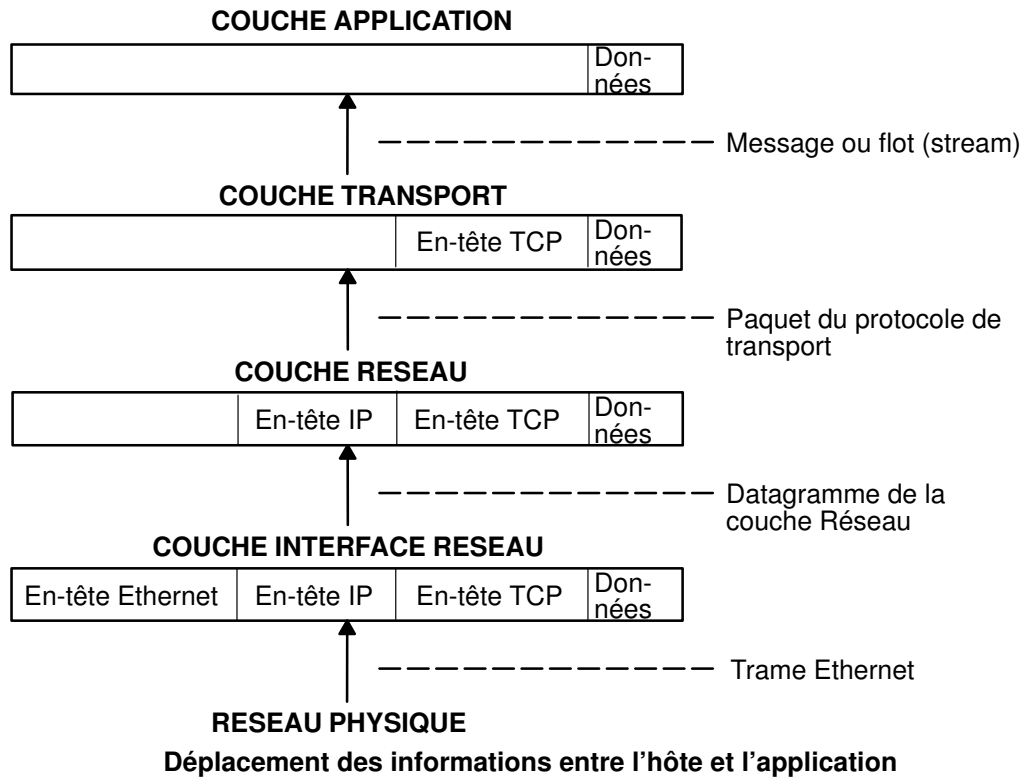 COUCHE APPLICATION
Don-
nées
Message ou flot (stream)
COUCHE TRANSPORT
En-tête TCP
Don-
nées
Paquet du protocole de
transport
COUCHE RESEAU
En-tête IP
En-tête TCP
Don-
nées
Datagramme de la
couche Réseau
COUCHE INTERFACE RESEAU
En-tête Ethernet
En-tête IP
En-tête TCP
Don-
nées
Trame Ethernet
RESEAU PHYSIQUE
Déplacement des informations entre l'hôte et l'application